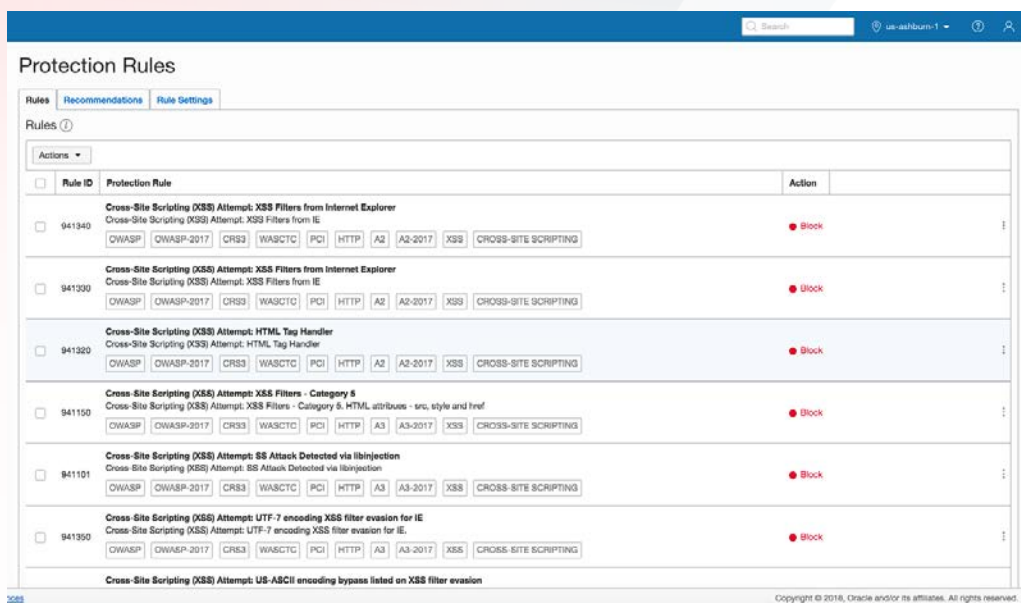 Search
us-ashburn-1
Protection Rules
Rules Recommendations Rule Settings
Rules
Actions
Rule ID Protection Rule Action
Cross-Site Scripting (XSS) Attempt: XSS Filters from Internet Explorer
941340 Cross-Site Scripting (XSS) Attempt: XSS Filters from IE Block
OWASP OWASP-2017 CRS3 WASCTC PCI HTTP A2 A2-2017 XSS CROSS-SITE SCRIPTING
Cross-Site Scripting (XSS) Attempt: XSS Filters from Internet Explorer
941330 Cross-Site Scripting (XSS) Attempt: XSS Filters from IE Block
OWASP OWASP-2017 CRS3 WASCTC PCI HTTP A2 A2-2017 XSS CROSS-SITE SCRIPTING
Cross-Site Scripting (XSS) Attempt: HTML Tag Handler
941320 Cross-Site Scripting (XSS) Attempt: HTML Tag Handler Block
OWASP OWASP-2017 CRS3 WASCTC PCI HTTP A2 A2-2017 XSS CROSS-SITE SCRIPTING
Cross-Site Scripting (XSS) Attempt: XSS Filters - Category 5
941150 Cross-Site Scripting (XSS) Attempt: XSS Filters - Category 5. HTML attribues - src, style and href Block
OWASP OWASP-2017 CRS3 WASCTC PCI HTTP A3 A3-2017 XSS CROSS-SITE SCRIPTING
Cross-Site Scripting (XSS) Attempt: SS Attack Detected via libinjection
941101 Cross-Site Scripting (XSS) Attempt: SS Attack Detected via libinjection Block
OWASP OWASP-2017 CRS3 WASCTC PCI HTTP A3 A3-2017 XSS CROSS-SITE SCRIPTING
Cross-Site Scripting (XSS) Attempt: UTF-7 encoding XSS filter evasion for IE
941350 Cross-Site Scripting (XSS) Attempt: UTF-7 encoding XSS filter evasion for IE. Block
OWASP OWASP-2017 CRS3 WASCTC PCI HTTP A3 A3-2017 XSS CROSS-SITE SCRIPTING
Cross-Site Scripting (XSS) Attempt: US-ASCII encoding bypass listed on XSS filter evasion
Copyright © 2018, Oracle and/or its affiliates. All rights reserved.